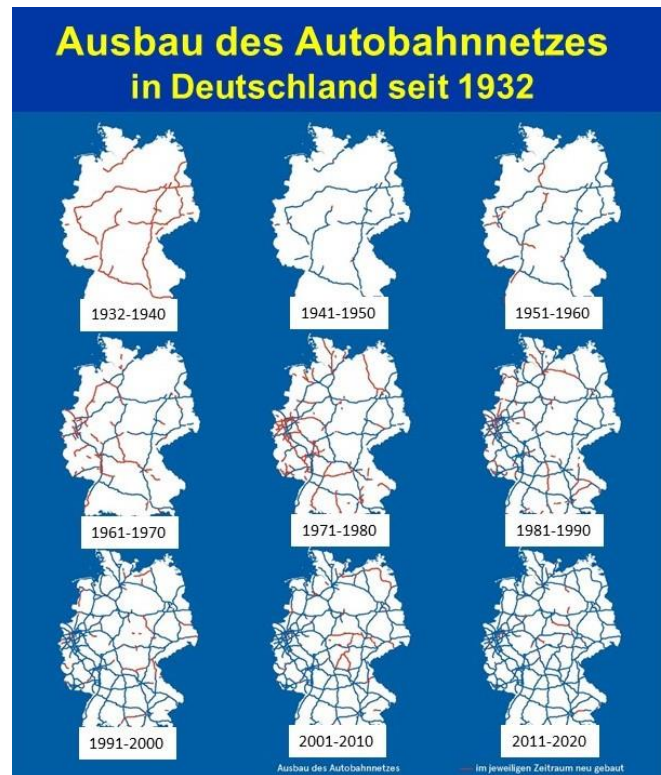 Ausbau des Autobahnnetzes
in Deutschland seit 1932
1932-1940
1941-1950
1951-1960
1961-1970
1971-1980
1981-1990
1991-2000
2001-2010
2011-2020
Ausbau des Autobahnnetzes
im jeweiligen Zeitraum neu gebaut